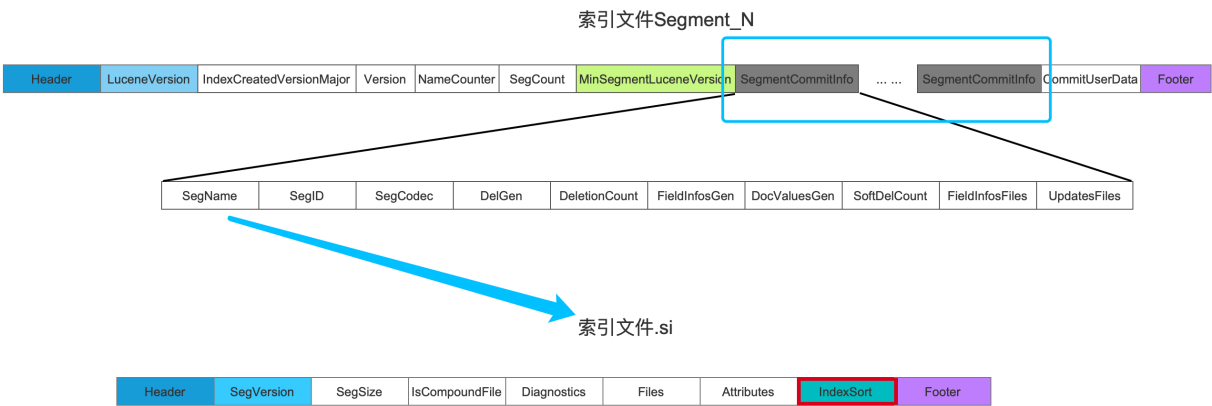 索引文件Segment_N
Header LuceneVersion IndexCreatedVersionMajor Version NameCounter SegCount MinSegmentLuceneVersion SegmentCommitInfo ... ... SegmentCommitInfo CommitUserData Footer
SegName SegID SegCodec DelGen DeletionCount FieldInfosGen DocValuesGen SoftDelCount FieldInfosFiles UpdatesFiles
索引文件.si
Header SegVersion SegSize IsCompoundFile Diagnostics Files Attributes IndexSort Footer